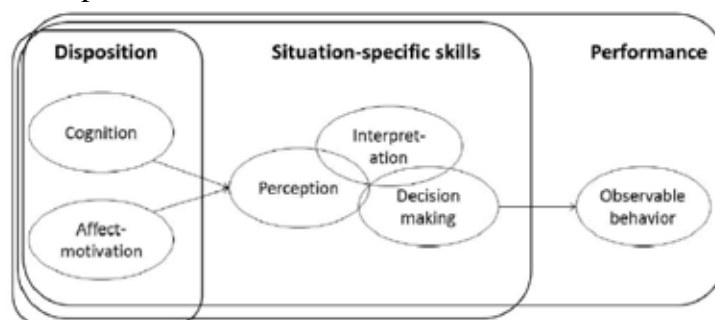 Disposition
Situation-specific skills
Performance
Cognition
Affect-
motivation
Perception
Interpret-
ation
Decision
making
Observable
behavior